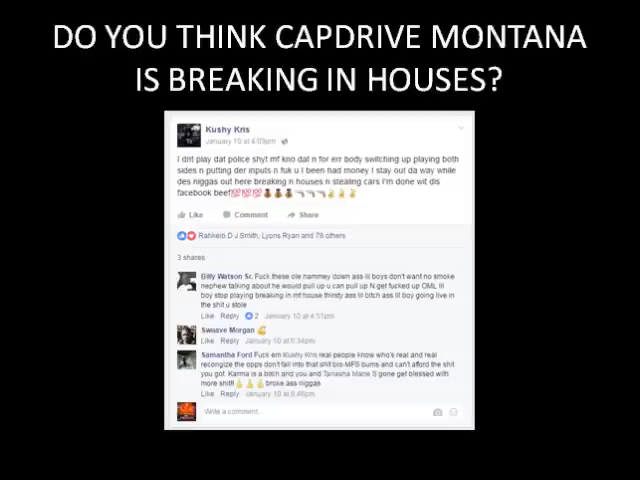 DO YOU THINK CAPDRIVE MONTANA
IS BREAKING IN HOUSES?
Kushy Kris
January 10 at 4:03pm
I dnt play dat police shyt mf kno dat n for err body switching up playing both
sides n putting der inputs n fuk u I been had money I stay out da way while
des niggas out here breaking n houses n stealing cars I'm done wit dis
facebook beef💯💯💯
Like Comment Share
Rahkeib D J Smith, Lyons Ryan and 78 others
3 shares
Billy Watson Sr. Fuck these ole hammey down ass lil boys don't want no smoke
nephew talking about he would pull up u can pull up N get fucked up OML lil
boy stop playing breaking in mf house thirsty ass lil bitch ass lil boy going live in
the shit u stole
Like Reply 2 January 10 at 4:51pm
Swuave Morgan 💪
Like Reply January 10 at 6:34pm
Samantha Ford Fuck em Kushy Kris real people know who's real and real
recongize the opps don't fall into that shit bro MFS bums and can't afford the shit
you got. Karma is a bitch and you and Tanasha Marie S gone get blessed with
more shit!! broke ass niggas
Like Reply January 10 at 8:46pm
Write a comment...